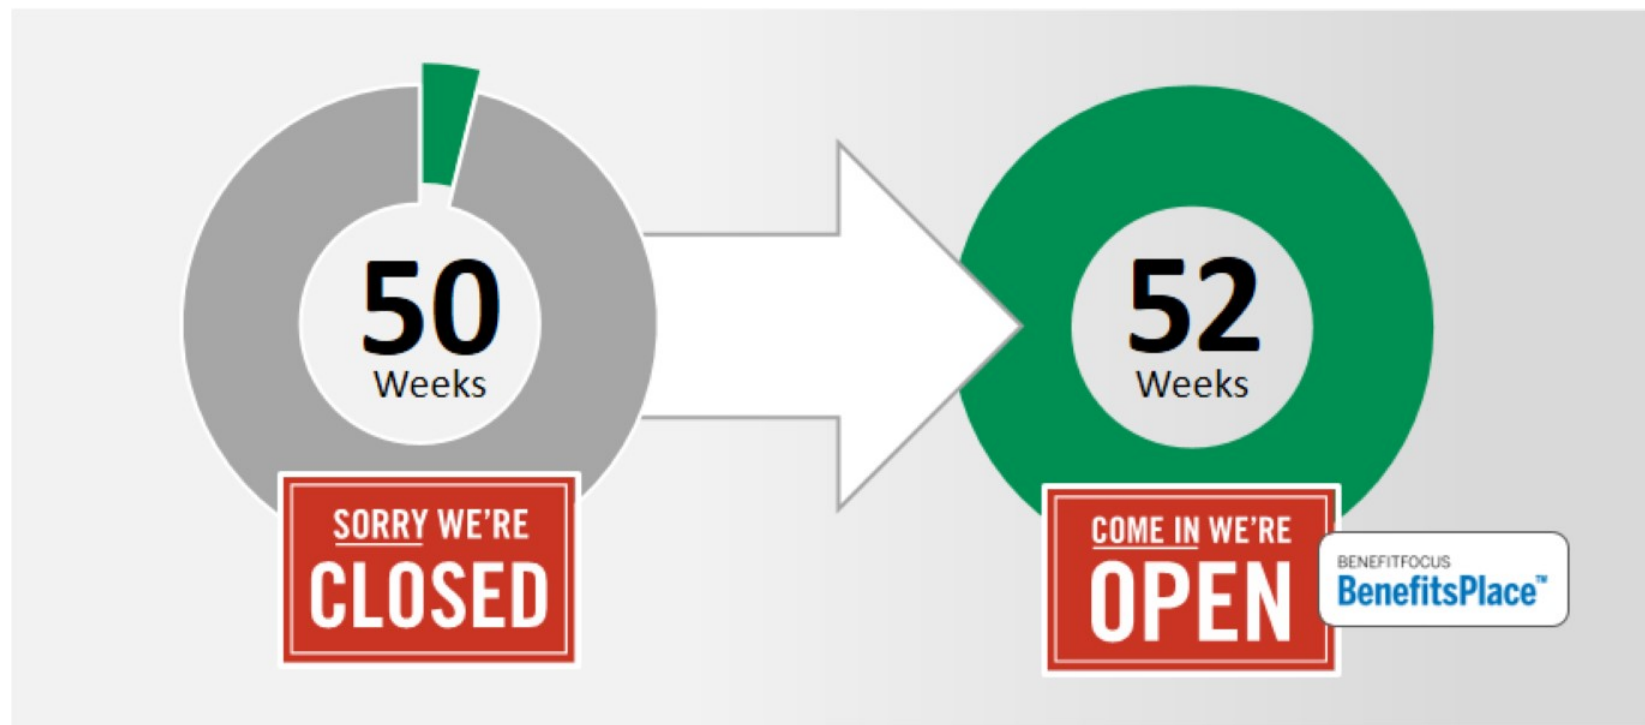 50
Weeks
SORRY WE'RE
CLOSED
52
Weeks
COME IN WE'RE
OPEN
BENEFITFOCUS
BenefitsPlace™